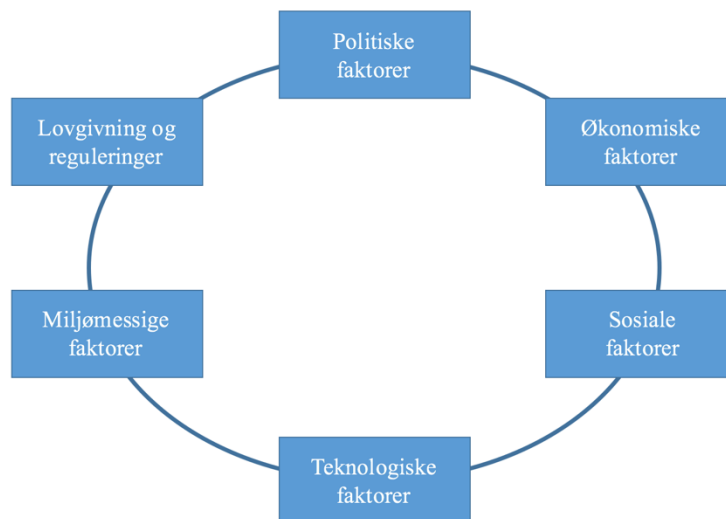 Politiske
faktorer
Økonomiske
faktorer
Sosiale
faktorer
Teknologiske
faktorer
Miljømessige
faktorer
Lovgivning og
reguleringer